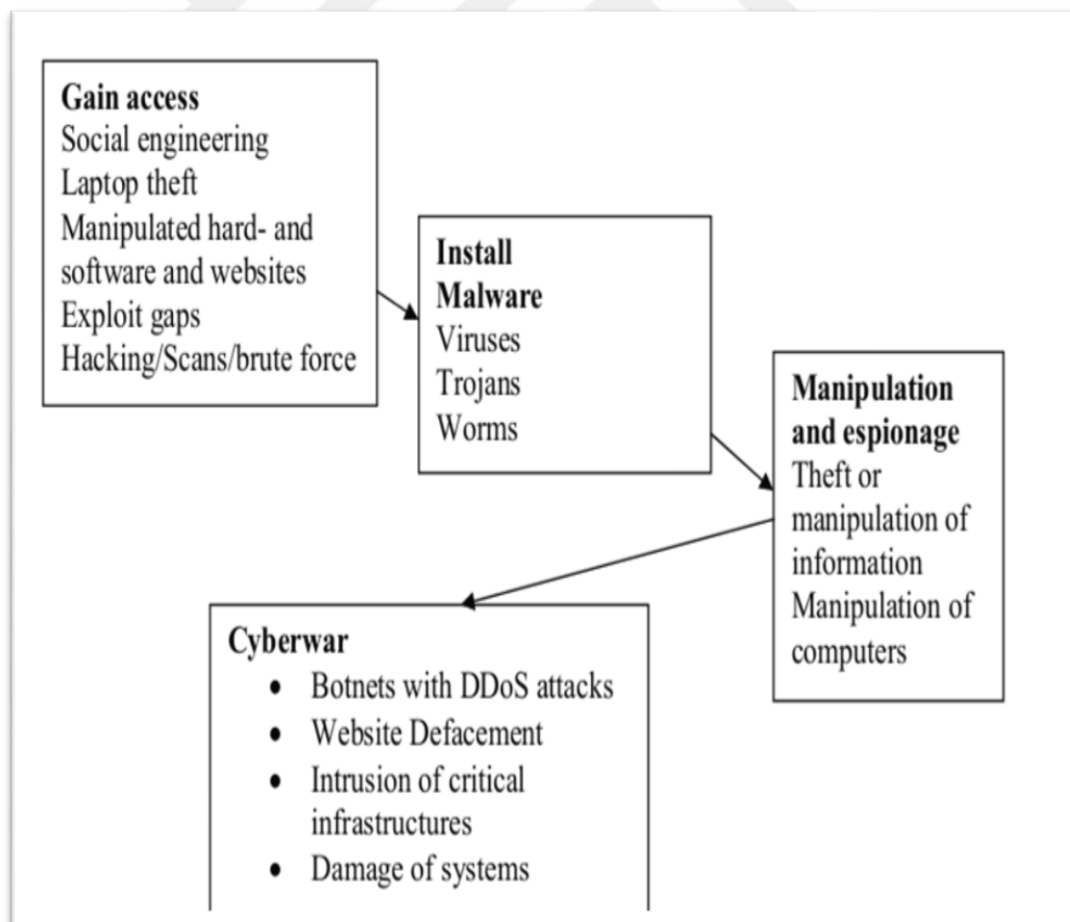 Gain access
Social engineering
Laptop theft
Manipulated hard- and
software and websites
Exploit gaps
Hacking/Scans/brute force
Install
Malware
Viruses
Trojans
Worms
Manipulation
and espionage
Theft or
manipulation of
information
Manipulation of
computers
Cyberwar
• Botnets with DDoS attacks
• Website Defacement
• Intrusion of critical
infrastructures
• Damage of systems